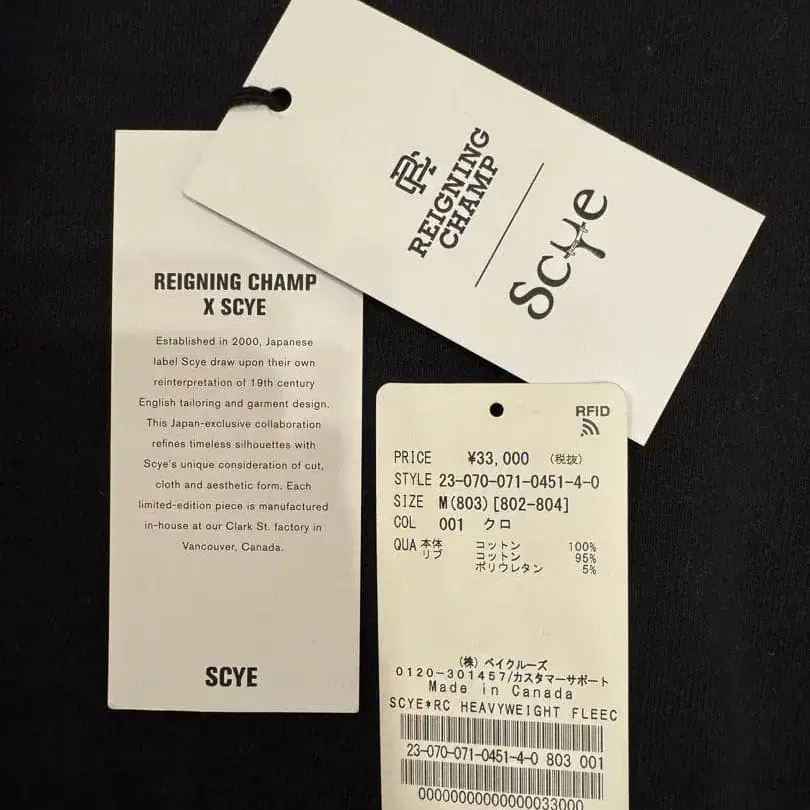 RC
REIGNING
CHAMP
Scye
REIGNING CHAMP
X SCYE
Established in 2000, Japanese
label Scye draw upon their own
reinterpretation of 19th century
English tailoring and garment design.
This Japan-exclusive collaboration
refines timeless silhouettes with
Scye's unique consideration of cut,
cloth and aesthetic form. Each
limited-edition piece is manufactured
in-house at our Clark St. factory in
Vancouver, Canada.
SCYE
RFID
PRICE ¥33,000 (税抜)
STYLE 23-070-071-0451-4-0
SIZE M(803)[802-804]
COL 001 クロ
QUA 本体 コットン 100%
リブ コットン 95%
ポリウレタン 5%
(株) ベイクルーズ
0120-301457/カスタマーサポート
Made in Canada
SCYE*RC HEAVYWEIGHT FLEEC
23-070-071-0451-4-0 803 001